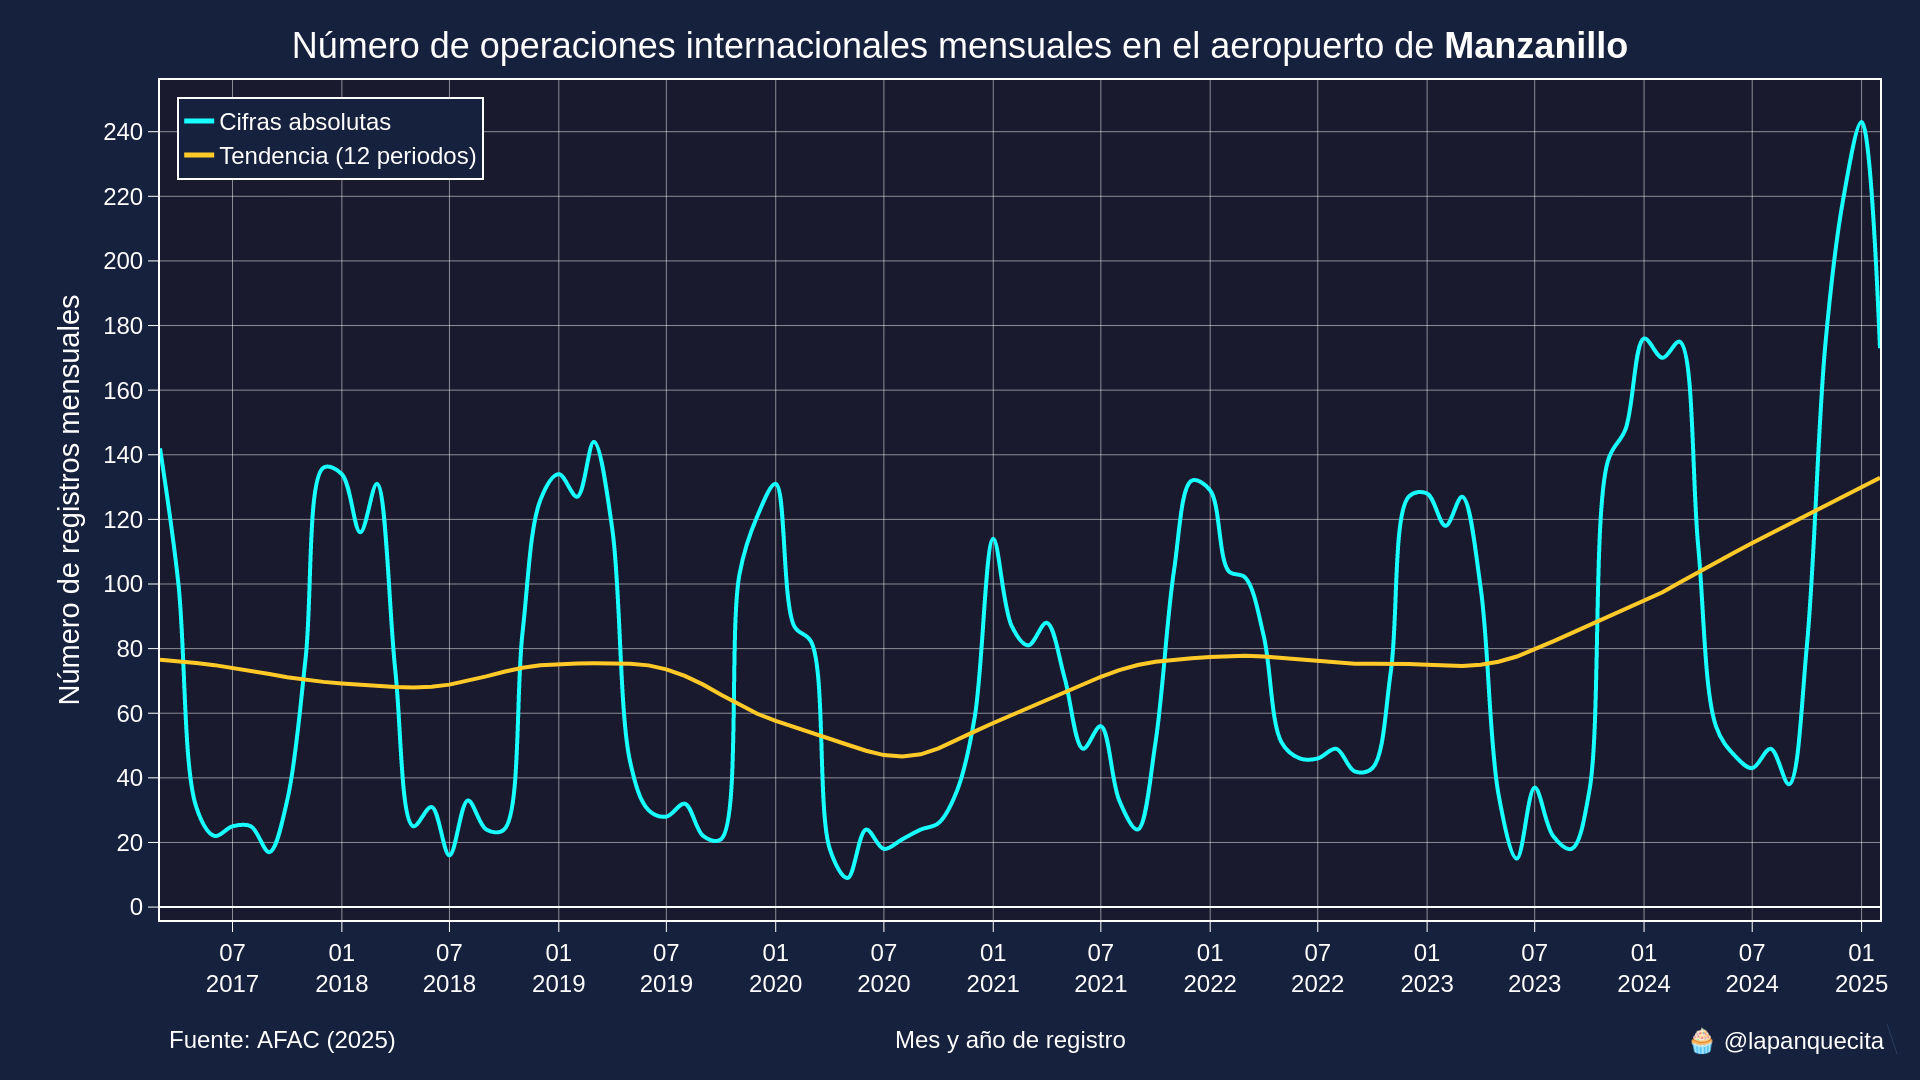 Número de operaciones internacionales mensuales en el aeropuerto de Manzanillo
Cifras absolutas
Tendencia (12 periodos)
Número de registros mensuales
240
220
200
180
160
140
120
100
80
60
40
20
0
07 01 07 01 07 01 07 01 07 01 07 01 07 01 07 01
2017 2018 2018 2019 2019 2020 2020 2021 2021 2022 2022 2023 2023 2024 2024 2025
Fuente: AFAC (2025)
Mes y año de registro
🧁 @lapanquecita